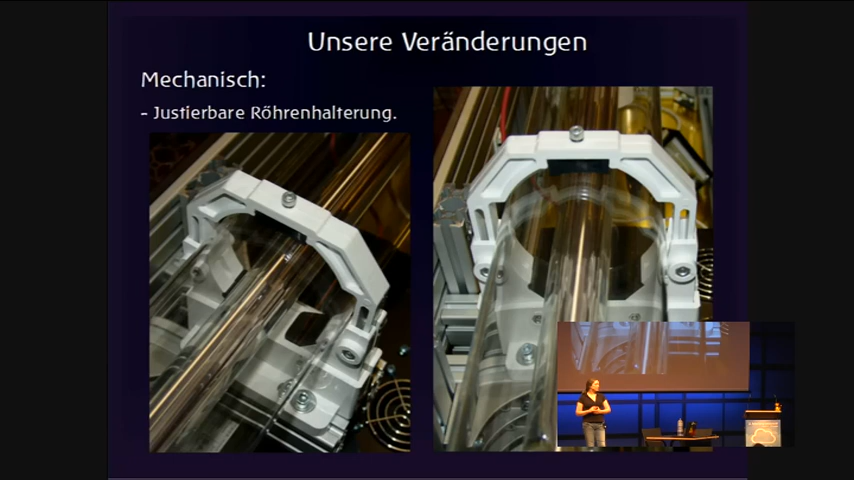 Unsere Veränderungen
Mechanisch:
- Justierbare Röhrenhalterung.